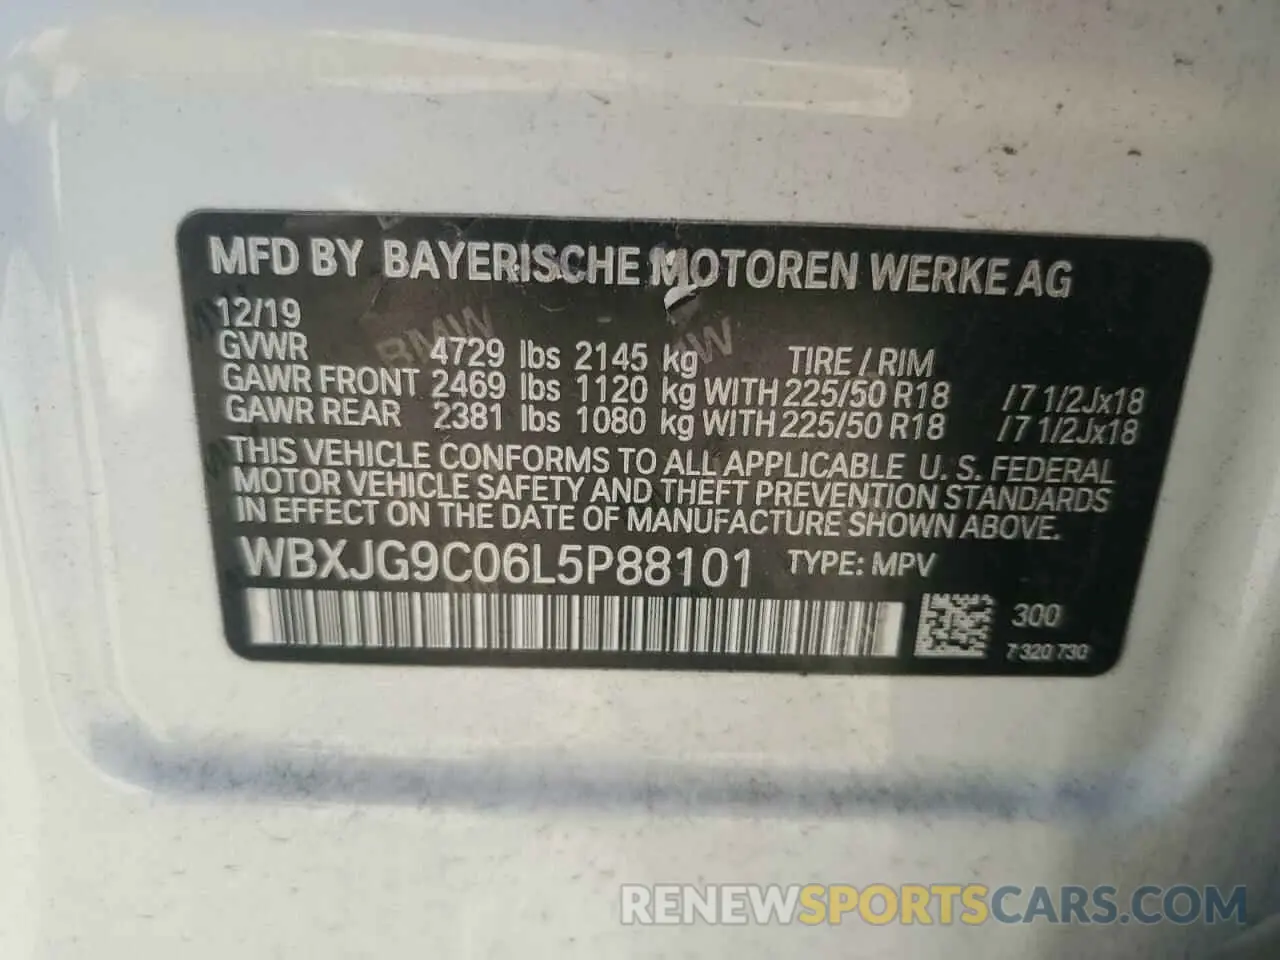 MFD BY BAYERISCHE MOTOREN WERKE AG
12/19
GVWR 4729 lbs 2145 kg TIRE / RIM
GAWR FRONT 2469 lbs 1120 kg WITH 225/50 R18 /7 1/2Jx18
GAWR REAR 2381 lbs 1080 kg WITH 225/50 R18 /7 1/2Jx18
THIS VEHICLE CONFORMS TO ALL APPLICABLE U. S. FEDERAL
MOTOR VEHICLE SAFETY AND THEFT PREVENTION STANDARDS
IN EFFECT ON THE DATE OF MANUFACTURE SHOWN ABOVE.
WBXJG9C06L5P88101 TYPE: MPV
300
7 320 730
BMW
RENEWSPORTSCARS.COM